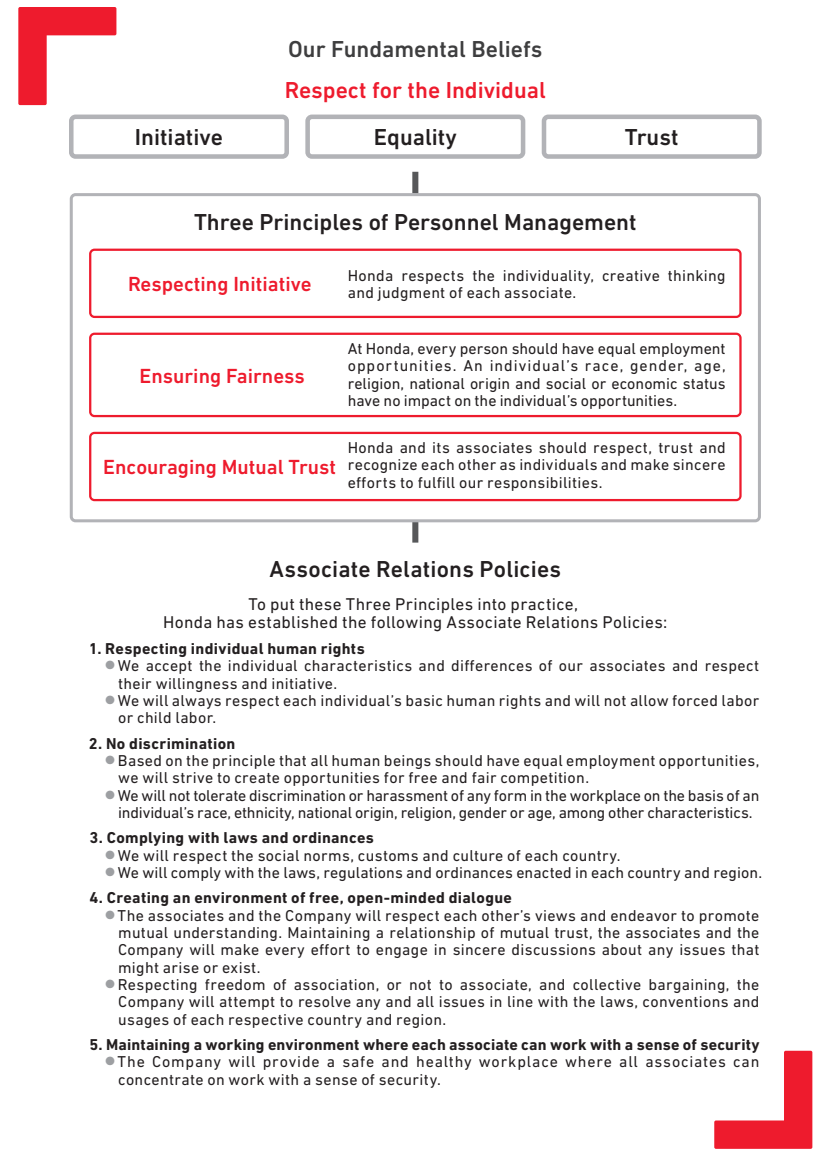 Our Fundamental Beliefs
Respect for the Individual
Initiative
Equality
Trust
Three Principles of Personnel Management
Respecting Initiative
Honda respects the individuality, creative thinking
and judgment of each associate.
Ensuring Fairness
At Honda, every person should have equal employment
opportunities. An individual's race, gender, age,
religion, national origin and social or economic status
have no impact on the individual's opportunities.
Encouraging Mutual Trust
Honda and its associates should respect, trust and
recognize each other as individuals and make sincere
efforts to fulfill our responsibilities.
Associate Relations Policies
To put these Three Principles into practice,
Honda has established the following Associate Relations Policies:
1. Respecting individual human rights
●We accept the individual characteristics and differences of our associates and respect
their willingness and initiative.
●We will always respect each individual's basic human rights and will not allow forced labor
or child labor.
2. No discrimination
●Based on the principle that all human beings should have equal employment opportunities,
we will strive to create opportunities for free and fair competition.
●We will not tolerate discrimination or harassment of any form in the workplace on the basis of an
individual's race, ethnicity, national origin, religion, gender or age, among other characteristics.
3. Complying with laws and ordinances
●We will respect the social norms, customs and culture of each country.
●We will comply with the laws, regulations and ordinances enacted in each country and region.
4. Creating an environment of free, open-minded dialogue
●The associates and the Company will respect each other's views and endeavor to promote
mutual understanding. Maintaining a relationship of mutual trust, the associates and the
Company will make every effort to engage in sincere discussions about any issues that
might arise or exist.
●Respecting freedom of association, or not to associate, and collective bargaining, the
Company will attempt to resolve any and all issues in line with the laws, conventions and
usages of each respective country and region.
5. Maintaining a working environment where each associate can work with a sense of security
●The Company will provide a safe and healthy workplace where all associates can
concentrate on work with a sense of security.